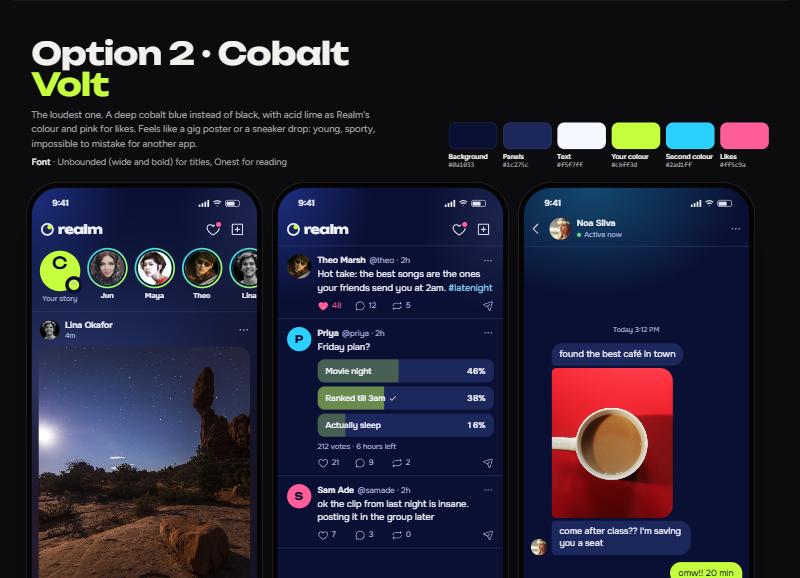 Option 2 · Cobalt
Volt
The loudest one. A deep cobalt blue instead of black, with acid lime as Realm's
colour and pink for likes. Feels like a gig poster or a sneaker drop: young, sporty,
impossible to mistake for another app.
Font · Unbounded (wide and bold) for titles, Onest for reading
Background
#0a1033
Panels
#1c275c
Text
#f5f7ff
Your colour
#c6ff3d
Second colour
#2ad1ff
Likes
#ff5c9a
9:41
realm
C
Your story
Jun
Maya
Theo
Lina
Lina Okafor
4m
9:41
realm
Theo Marsh @theo · 2h
Hot take: the best songs are the ones
your friends send you at 2am. #latenight
48 12 5
P
Priya @priya · 2h
Friday plan?
Movie night 46%
Ranked till 3am ✓ 38%
Actually sleep 16%
212 votes · 6 hours left
21 9 2
S
Sam Ade @samade · 2h
ok the clip from last night is insane.
posting it in the group later
7 3 0
9:41
Noa Silva
Active now
Today 3:12 PM
found the best café in town
come after class?? I'm saving
you a seat
omw!! 20 min